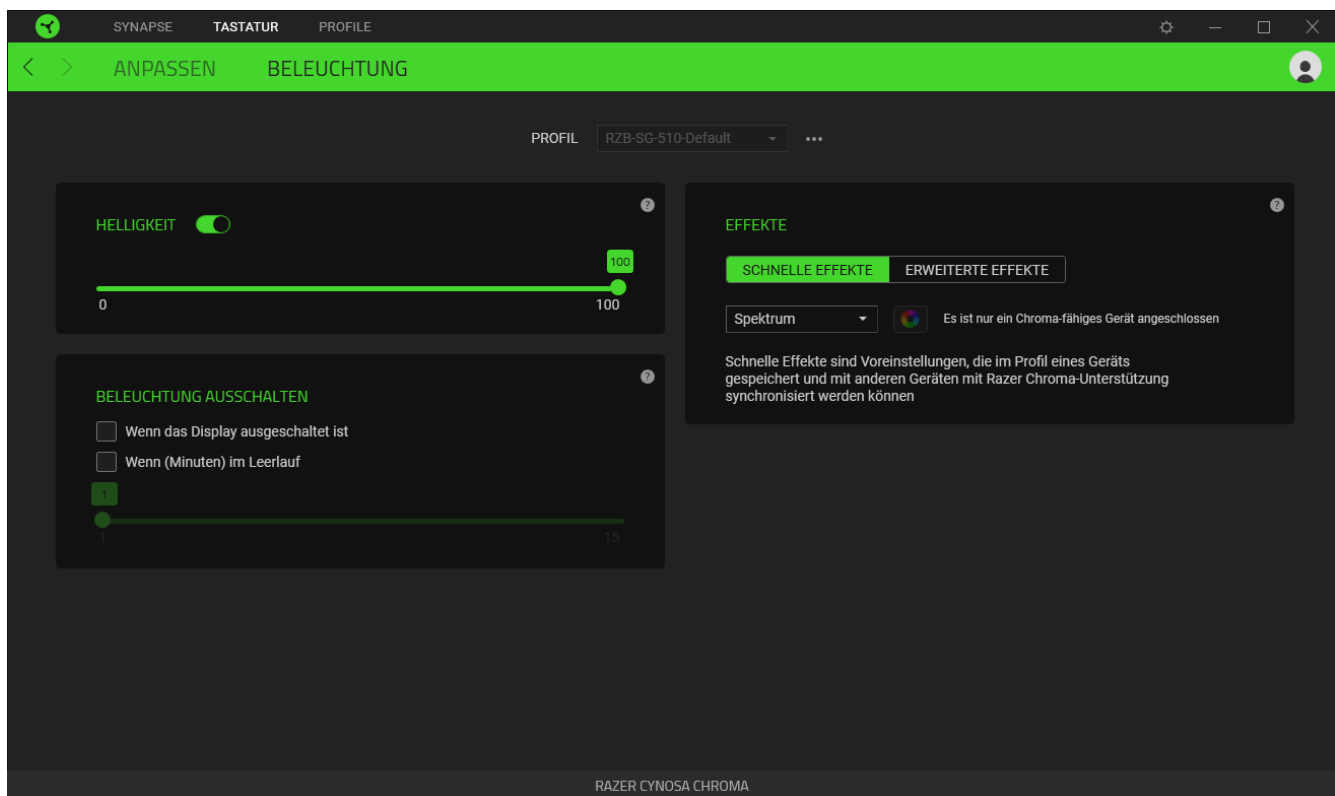 SYNAPSE TASTATUR PROFILE
ANPASSEN BELEUCHTUNG
PROFIL RZB-SG-510-Default
HELLIGKEIT
100
0 100
BELEUCHTUNG AUSSCHALTEN
Wenn das Display ausgeschaltet ist
Wenn (Minuten) im Leerlauf
1
1 15
EFFEKTE
SCHNELLE EFFEKTE ERWEITERTE EFFEKTE
Spektrum Es ist nur ein Chroma-fähiges Gerät angeschlossen
Schnelle Effekte sind Voreinstellungen, die im Profil eines Geräts
gespeichert und mit anderen Geräten mit Razer Chroma-Unterstützung
synchronisiert werden können
RAZER CYNOSA CHROMA